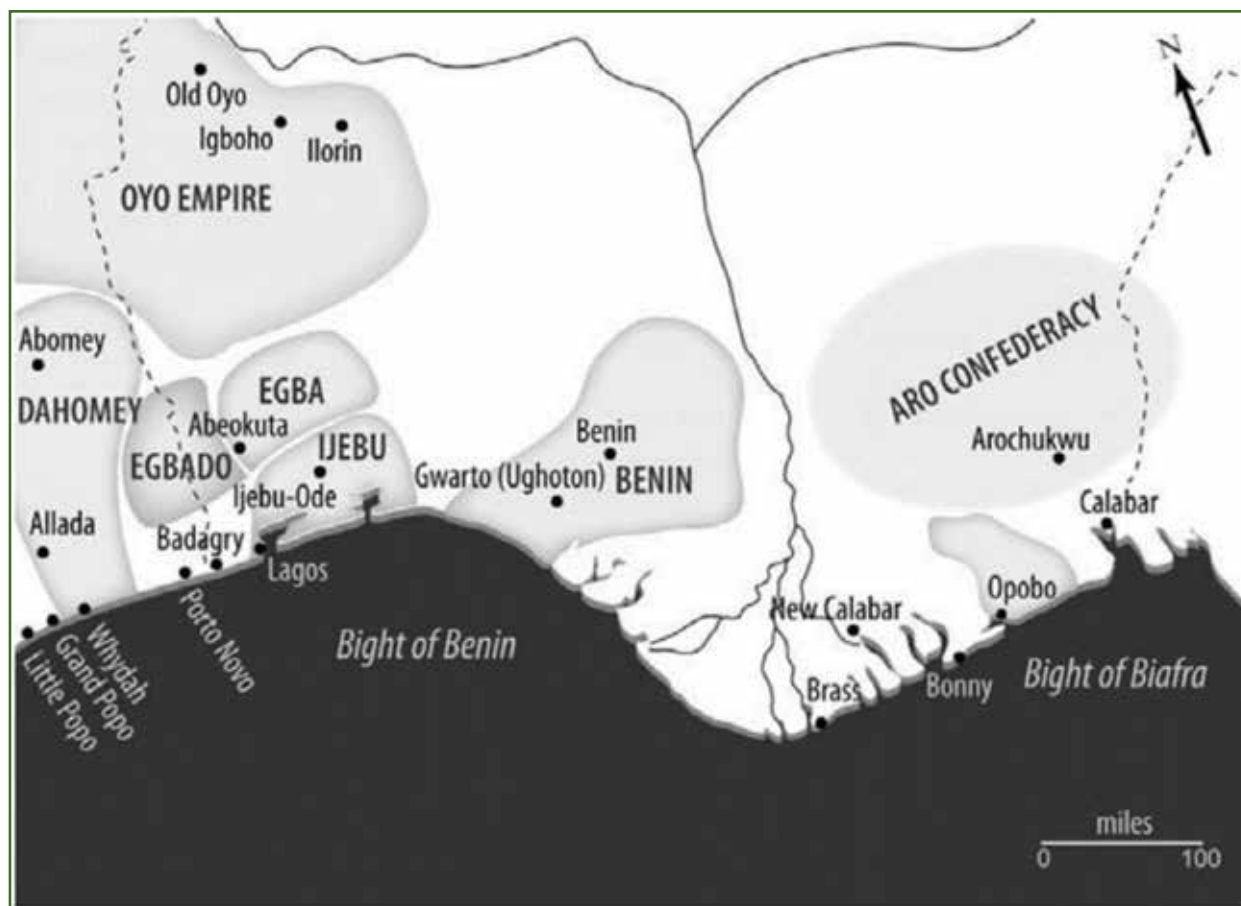 N
Old Oyo
Igboho
Ilorin
OYO EMPIRE
Abomey
DAHOMEY
EGBA
Abeokuta
EGBADO
IJEBU
Ijebu-Ode
Benin
Gwarto (Ughoton)
BENIN
ARO CONFEDERACY
Arochukwu
Allada
Badagry
Lagos
Calabar
Porto Novo
Whydah
Grand Popo
Little Popo
Bight of Benin
New Calabar
Opobo
Brass
Bonny
Bight of Biafra
miles
0 100